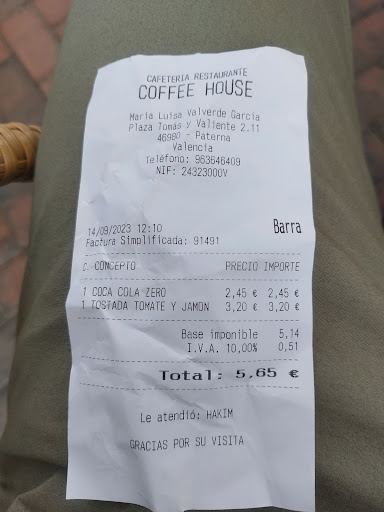 CAFETERIA RESTAURANTE
COFFEE HOUSE
Maria Luisa Valverde Garcia
Plaza Tomás y Valiente 2.11
46980 - Paterna
Valencia
Teléfono: 963646409
NIF: 24323000V
14/09/2023 12:10 Barra
Factura Simplificada: 91491
C. CONCEPTO PRECIO IMPORTE
1 COCA COLA ZERO 2,45 € 2,45 €
1 TOSTADA TOMATE Y JAMON 3,20 € 3,20 €
Base imponible 5,14
I.V.A. 10,00% 0,51
Total: 5,65 €
Le atendió: HAKIM
GRACIAS POR SU VISITA